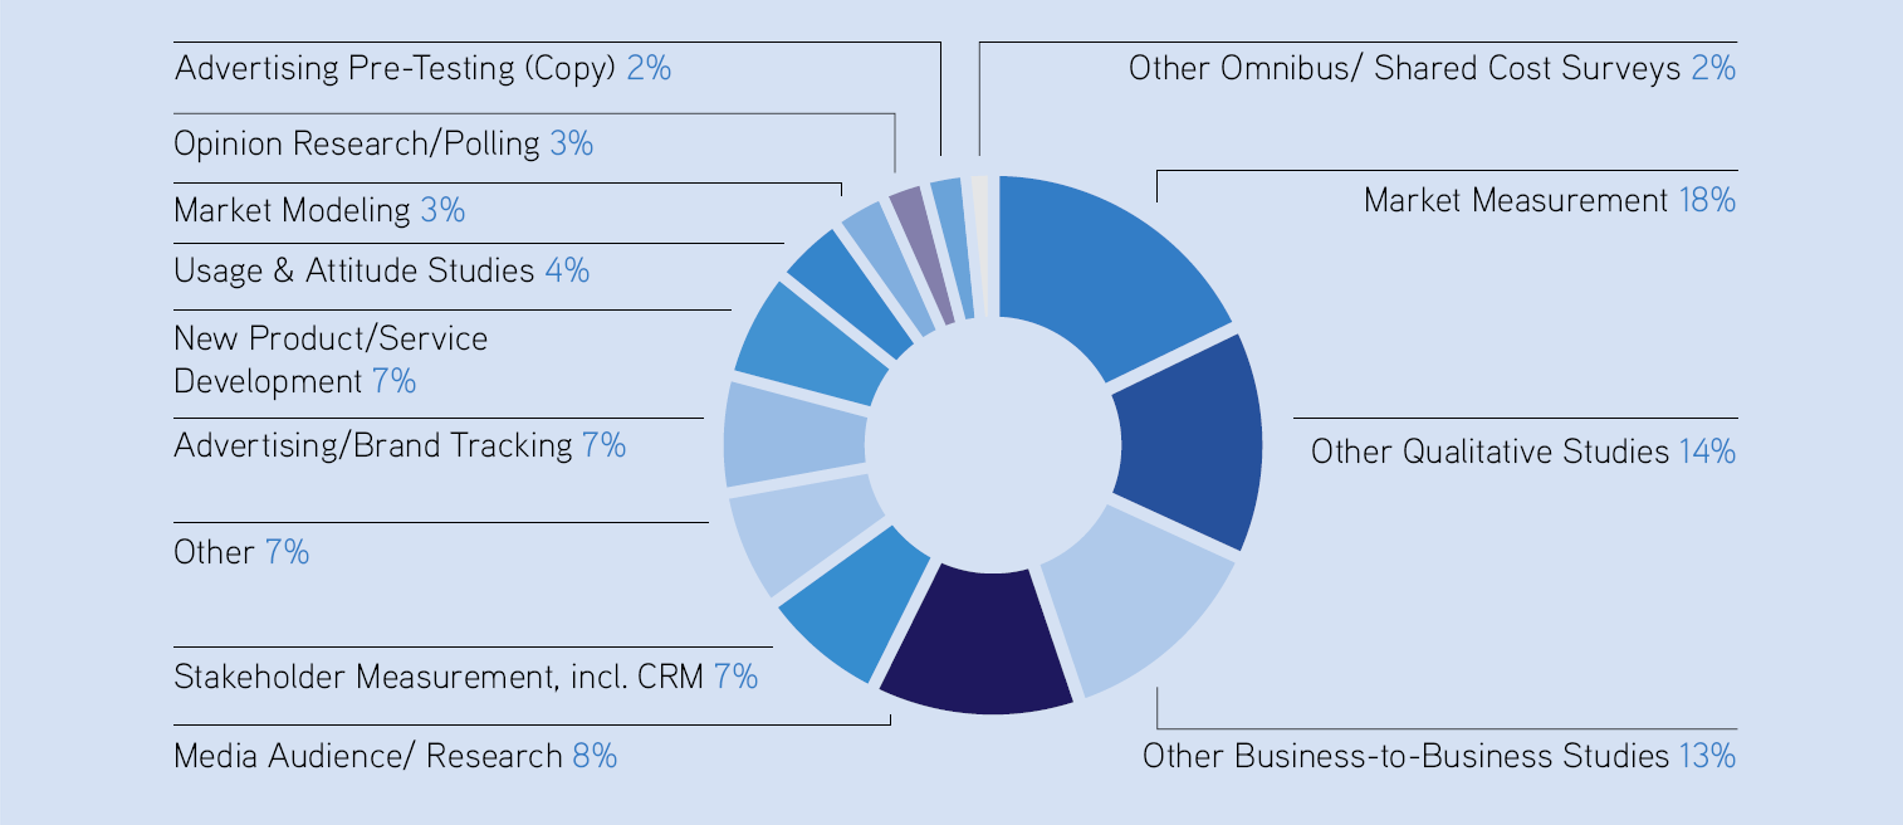 Advertising Pre-Testing (Copy) 2%
Opinion Research/Polling 3%
Market Modeling 3%
Usage & Attitude Studies 4%
New Product/Service
Development 7%
Advertising/Brand Tracking 7%
Other 7%
Stakeholder Measurement, incl. CRM 7%
Media Audience/ Research 8%
Other Omnibus/ Shared Cost Surveys 2%
Market Measurement 18%
Other Qualitative Studies 14%
Other Business-to-Business Studies 13%